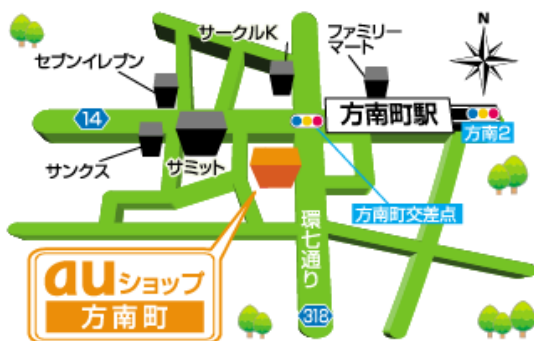 サークルK
ファミリー
マート
N
セブンイレブン
14
方南町駅
方南2
サンクス
サミット
方南町交差点
環七通り
auショップ
方南町
318